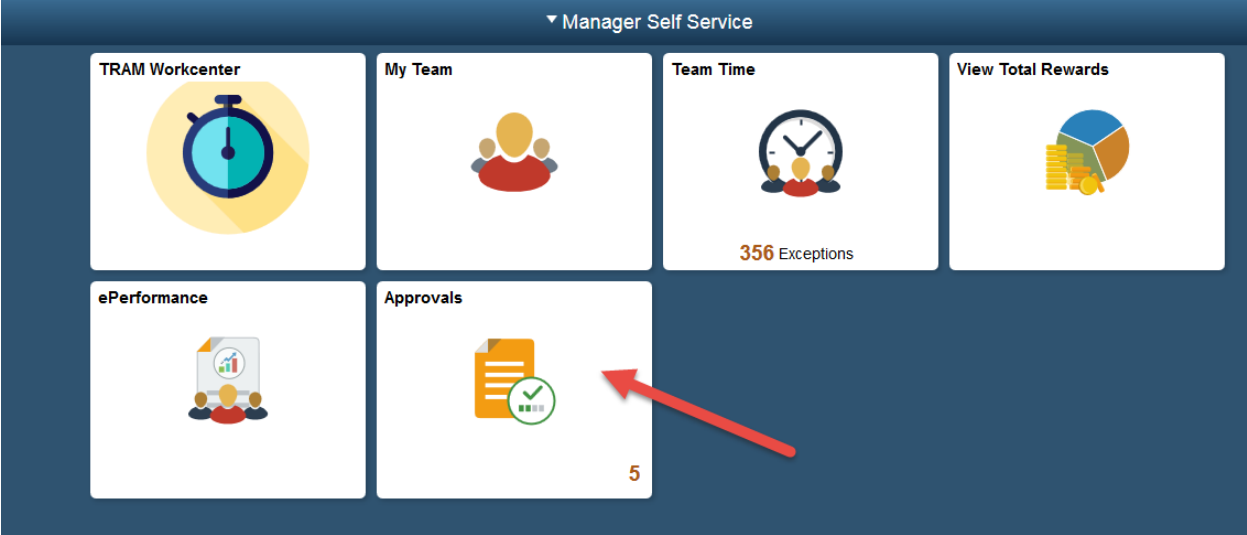 Manager Self Service
TRAM Workcenter
My Team
Team Time
View Total Rewards
356 Exceptions
ePerformance
Approvals
5